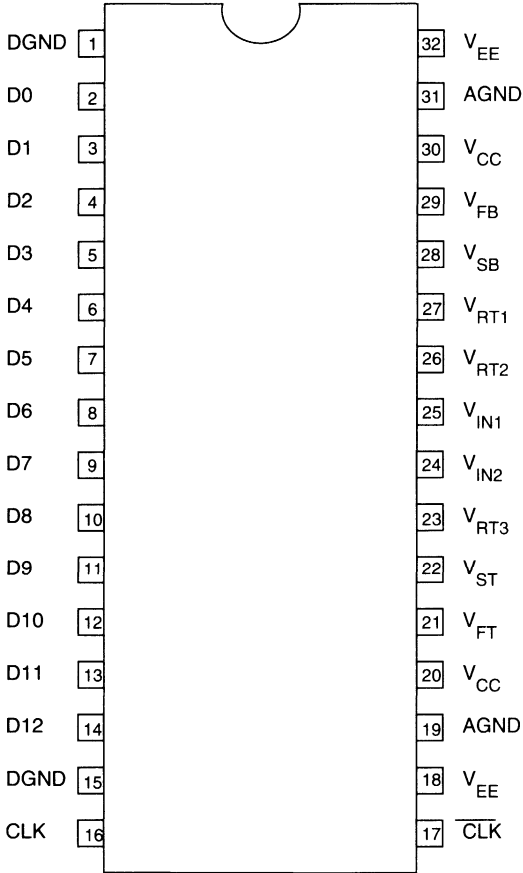 DGND 1 32 VEE
D0 2 31 AGND
D1 3 30 VCC
D2 4 29 VFB
D3 5 28 VSB
D4 6 27 VRT1
D5 7 26 VRT2
D6 8 25 VIN1
D7 9 24 VIN2
D8 10 23 VRT3
D9 11 22 VST
D10 12 21 VFT
D11 13 20 VCC
D12 14 19 AGND
DGND 15 18 VEE
CLK 16 17 C̅L̅K̅